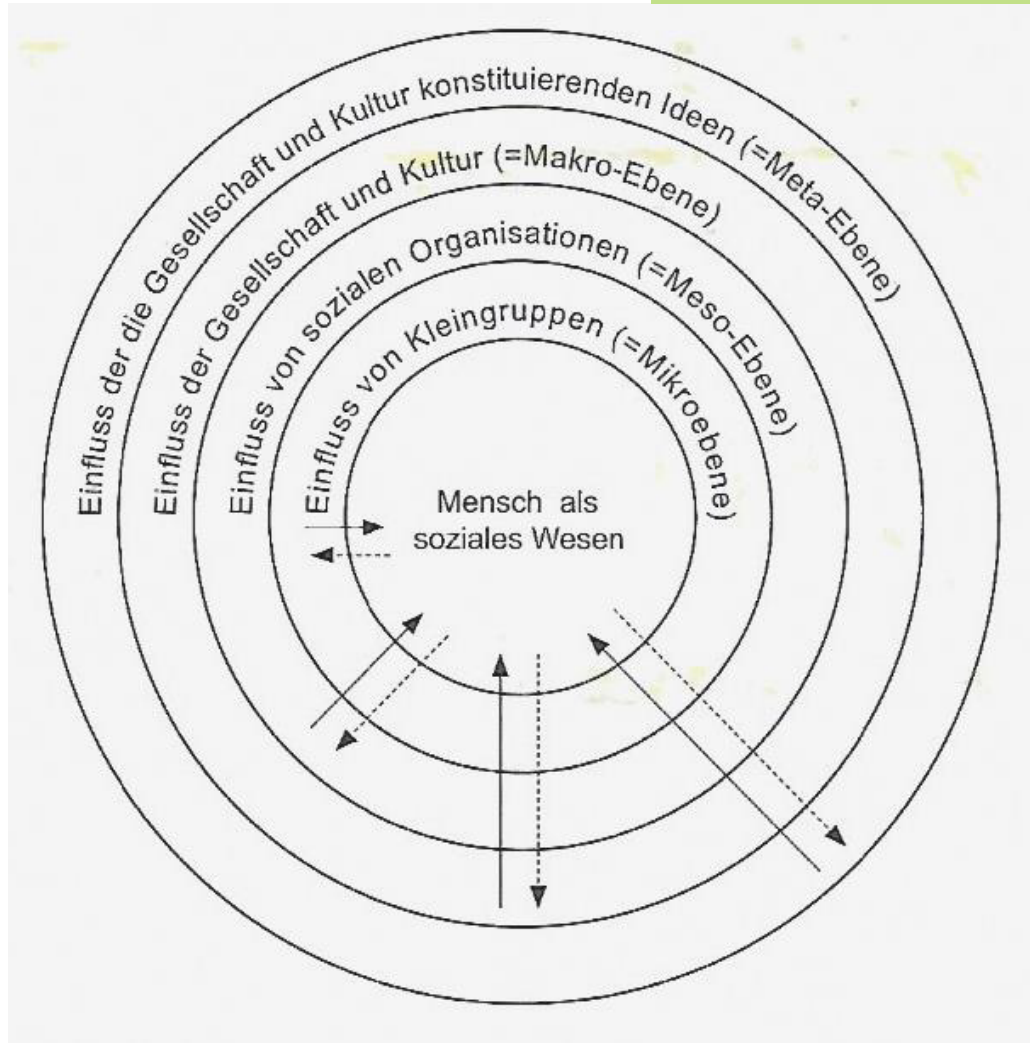 Einfluss der die Gesellschaft und Kultur konstituierenden Ideen (=Meta-Ebene)
Einfluss der Gesellschaft und Kultur (=Makro-Ebene)
Einfluss von sozialen Organisationen (=Meso-Ebene)
Einfluss von Kleingruppen (=Mikroebene)
Mensch als
soziales Wesen